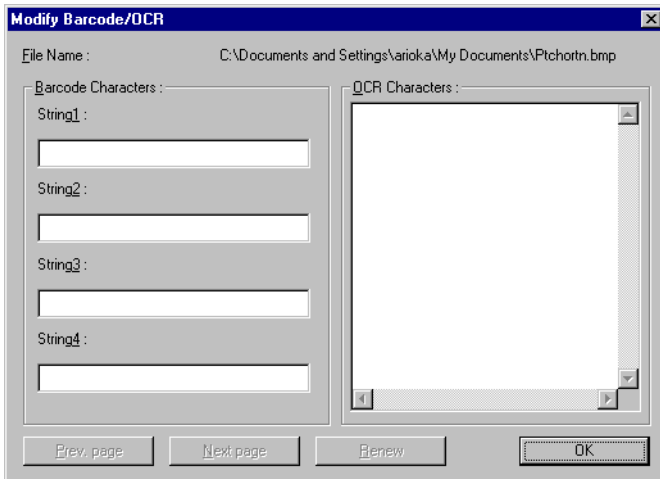 Modify Barcode/OCR
File Name : C:\Documents and Settings\arioka\My Documents\Ptchortn.bmp
Barcode Characters :
String1 :
String2 :
String3 :
String4 :
OCR Characters :
Prev. page Next page Renew OK